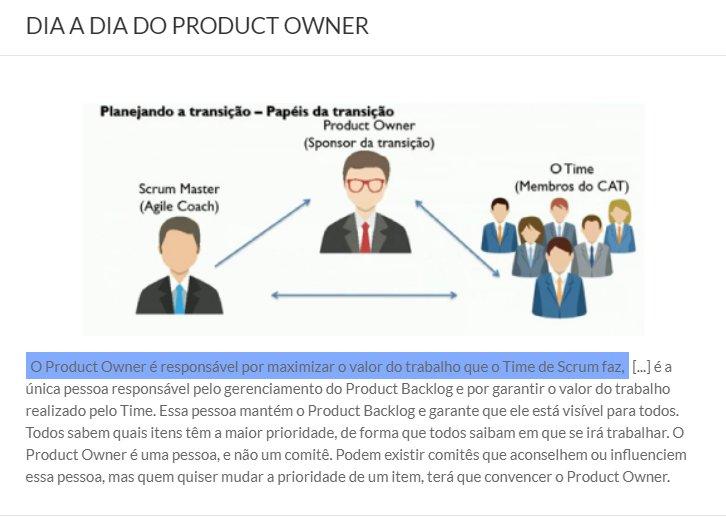 DIA A DIA DO PRODUCT OWNER
Planejando a transição – Papéis da transição
Product Owner
(Sponsor da transição)
O Time
(Membros do CAT)
Scrum Master
(Agile Coach)
O Product Owner é responsável por maximizar o valor do trabalho que o Time de Scrum faz, [...] é a
única pessoa responsável pelo gerenciamento do Product Backlog e por garantir o valor do trabalho
realizado pelo Time. Essa pessoa mantém o Product Backlog e garante que ele está visível para todos.
Todos sabem quais itens têm a maior prioridade, de forma que todos saibam em que se irá trabalhar. O
Product Owner é uma pessoa, e não um comitê. Podem existir comitês que aconselhem ou influenciem
essa pessoa, mas quem quiser mudar a prioridade de um item, terá que convencer o Product Owner.